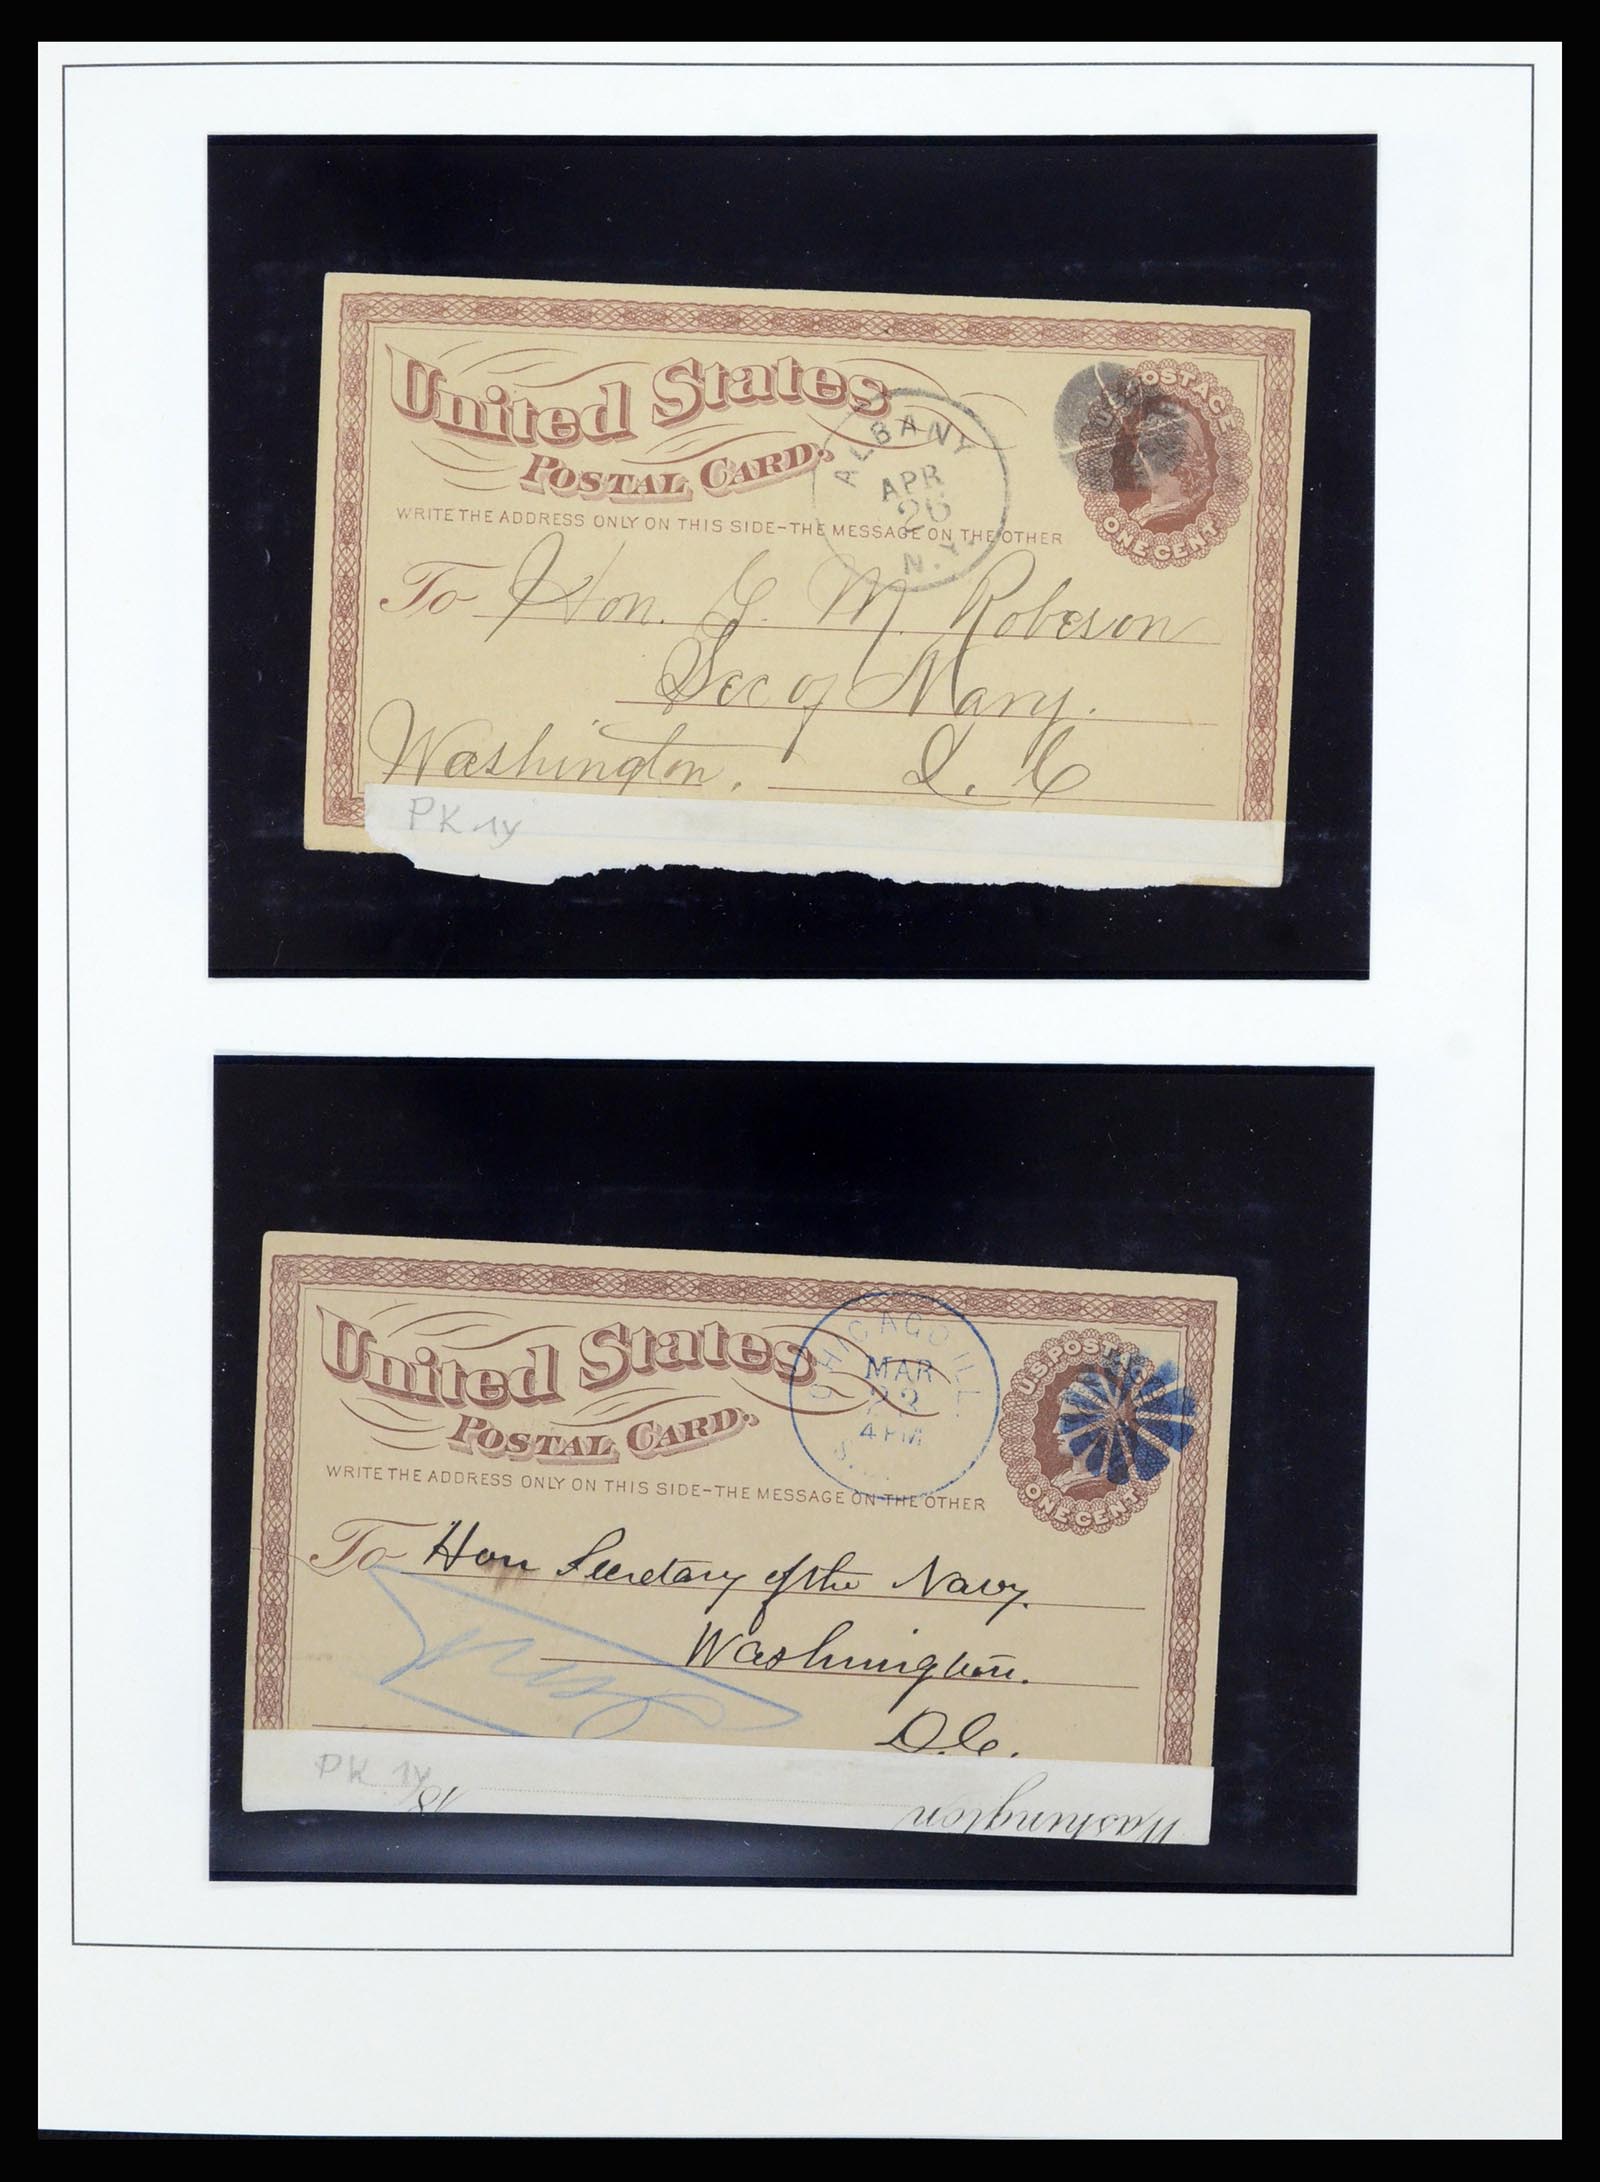 United States
POSTAL CARD.
WRITE THE ADDRESS ONLY ON THIS SIDE-THE MESSAGE ON THE OTHER
ALBANY
APR
26
N.Y.
U.S. POSTAGE
ONE CENT
To Hon. G. M. Robeson
Sec of Navy.
Washington, D. C
PK 1y
United States
POSTAL CARD.
WRITE THE ADDRESS ONLY ON THIS SIDE-THE MESSAGE ON THE OTHER
CHICAGO ILL.
MAR
22
4 PM
U.S. POSTAGE
ONE CENT
To Hon Secretary of the Navy.
Washington.
D.C.
PK 1y
18
Washington